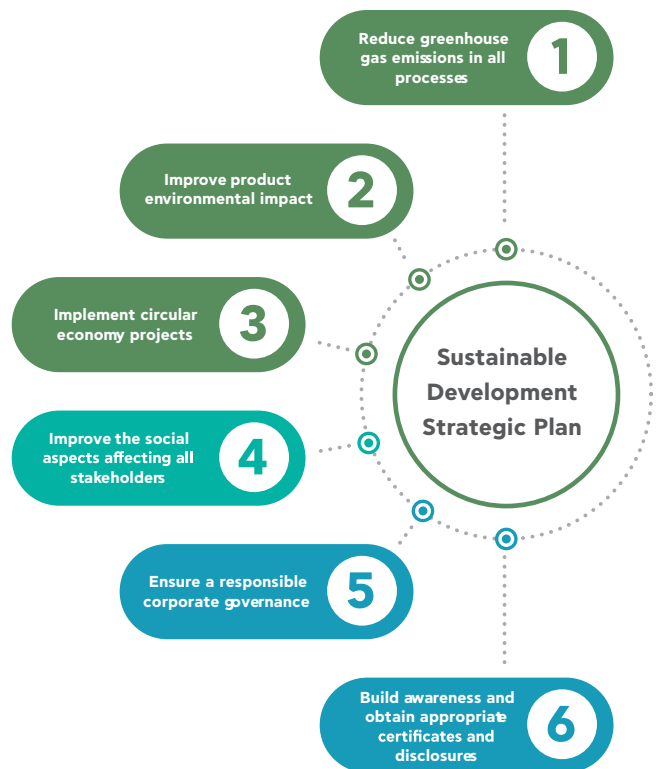 Reduce greenhouse
gas emissions in all
processes
1
Improve product
environmental impact
2
Implement circular
economy projects
3
Sustainable
Development
Strategic Plan
Improve the social
aspects affecting all
stakeholders
4
Ensure a responsible
corporate governance
5
Build awareness and
obtain appropriate
certificates and
disclosures
6